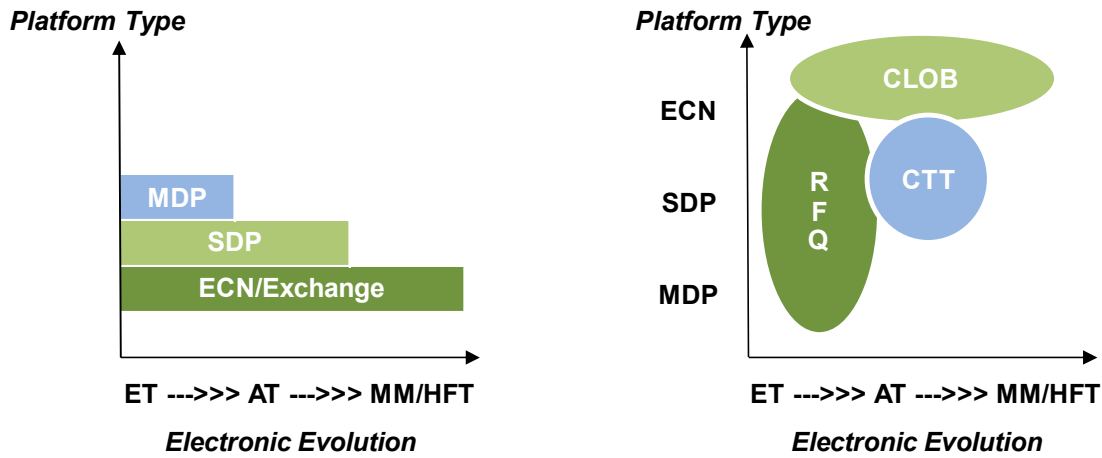 Platform Type
MDP
SDP
ECN/Exchange
ET --->>> AT --->>> MM/HFT
Electronic Evolution
Platform Type
ECN
SDP
MDP
CLOB
R
F
Q
CTT
ET --->>> AT --->>> MM/HFT
Electronic Evolution